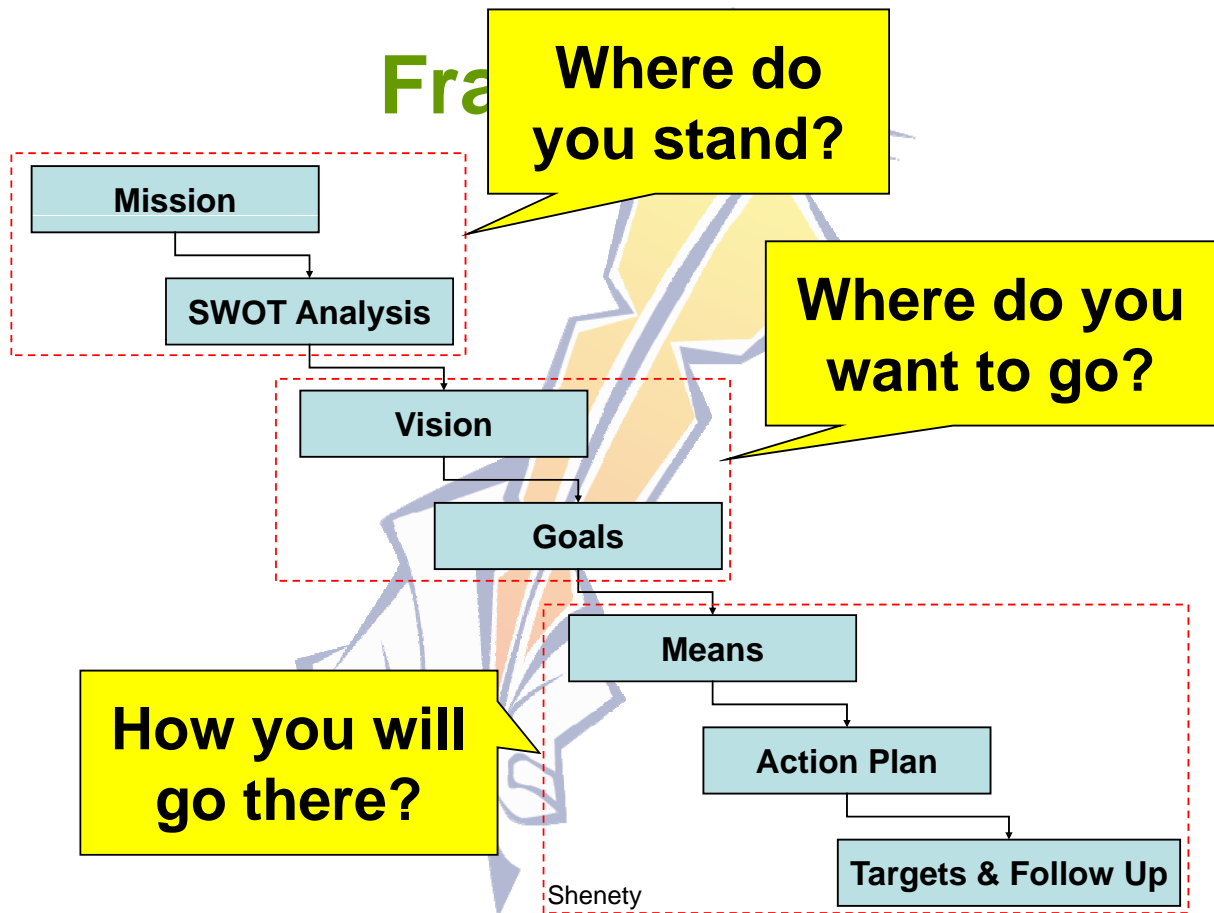 Fra
Where do
you stand?
Mission
SWOT Analysis
Where do you
want to go?
Vision
Goals
Means
How you will
go there?
Action Plan
Targets & Follow Up
Shenety